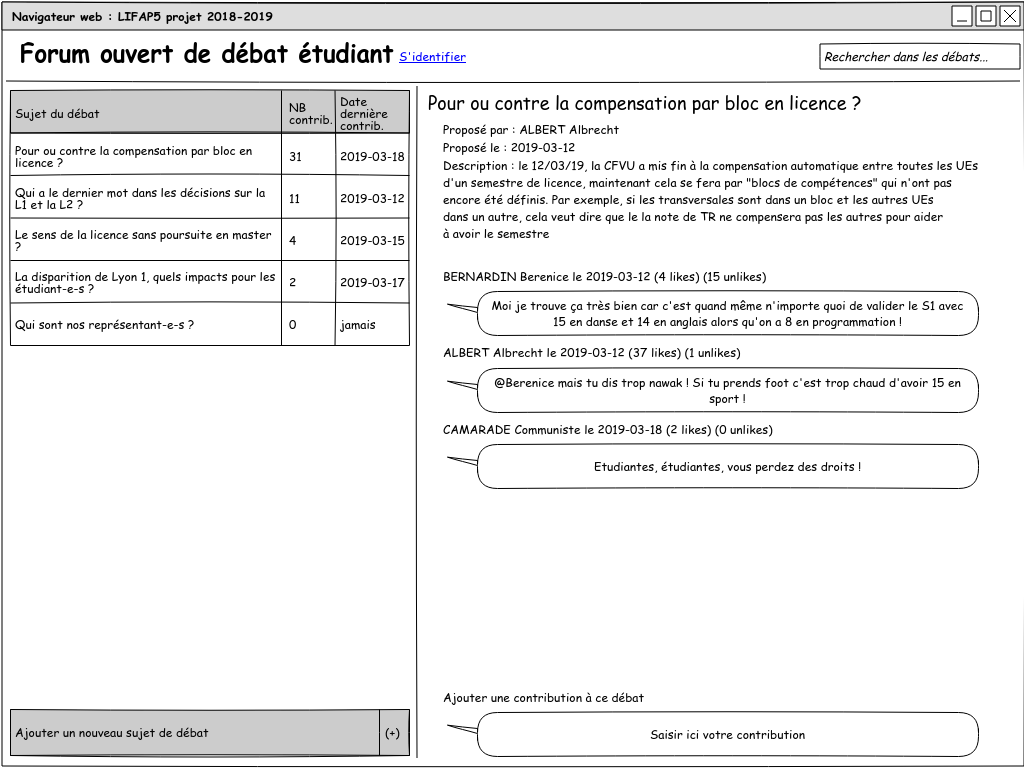 Navigateur web : LIFAP5 projet 2018-2019
Forum ouvert de débat étudiant S'identifier
Rechercher dans les débats...
Sujet du débat
NB
contrib.
Date
dernière
contrib.
Pour ou contre la compensation par bloc en
licence ?
31
2019-03-18
Qui a le dernier mot dans les décisions sur la
L1 et la L2 ?
11
2019-03-12
Le sens de la licence sans poursuite en master
?
4
2019-03-15
La disparition de Lyon 1, quels impacts pour les
étudiant-e-s ?
2
2019-03-17
Qui sont nos représentant-e-s ?
0
jamais
Ajouter un nouveau sujet de débat
(+)
Pour ou contre la compensation par bloc en licence ?
Proposé par : ALBERT Albrecht
Proposé le : 2019-03-12
Description : le 12/03/19, la CFVU a mis fin à la compensation automatique entre toutes les UEs
d'un semestre de licence, maintenant cela se fera par "blocs de compétences" qui n'ont pas
encore été définis. Par exemple, si les transversales sont dans un bloc et les autres UEs
dans un autre, cela veut dire que le la note de TR ne compensera pas les autres pour aider
à avoir le semestre
BERNARDIN Berenice le 2019-03-12 (4 likes) (15 unlikes)
Moi je trouve ça très bien car c'est quand même n'importe quoi de valider le S1 avec
15 en danse et 14 en anglais alors qu'on a 8 en programmation !
ALBERT Albrecht le 2019-03-12 (37 likes) (1 unlikes)
@Berenice mais tu dis trop nawak ! Si tu prends foot c'est trop chaud d'avoir 15 en
sport !
CAMARADE Communiste le 2019-03-18 (2 likes) (0 unlikes)
Etudiantes, étudiantes, vous perdez des droits !
Ajouter une contribution à ce débat
Saisir ici votre contribution